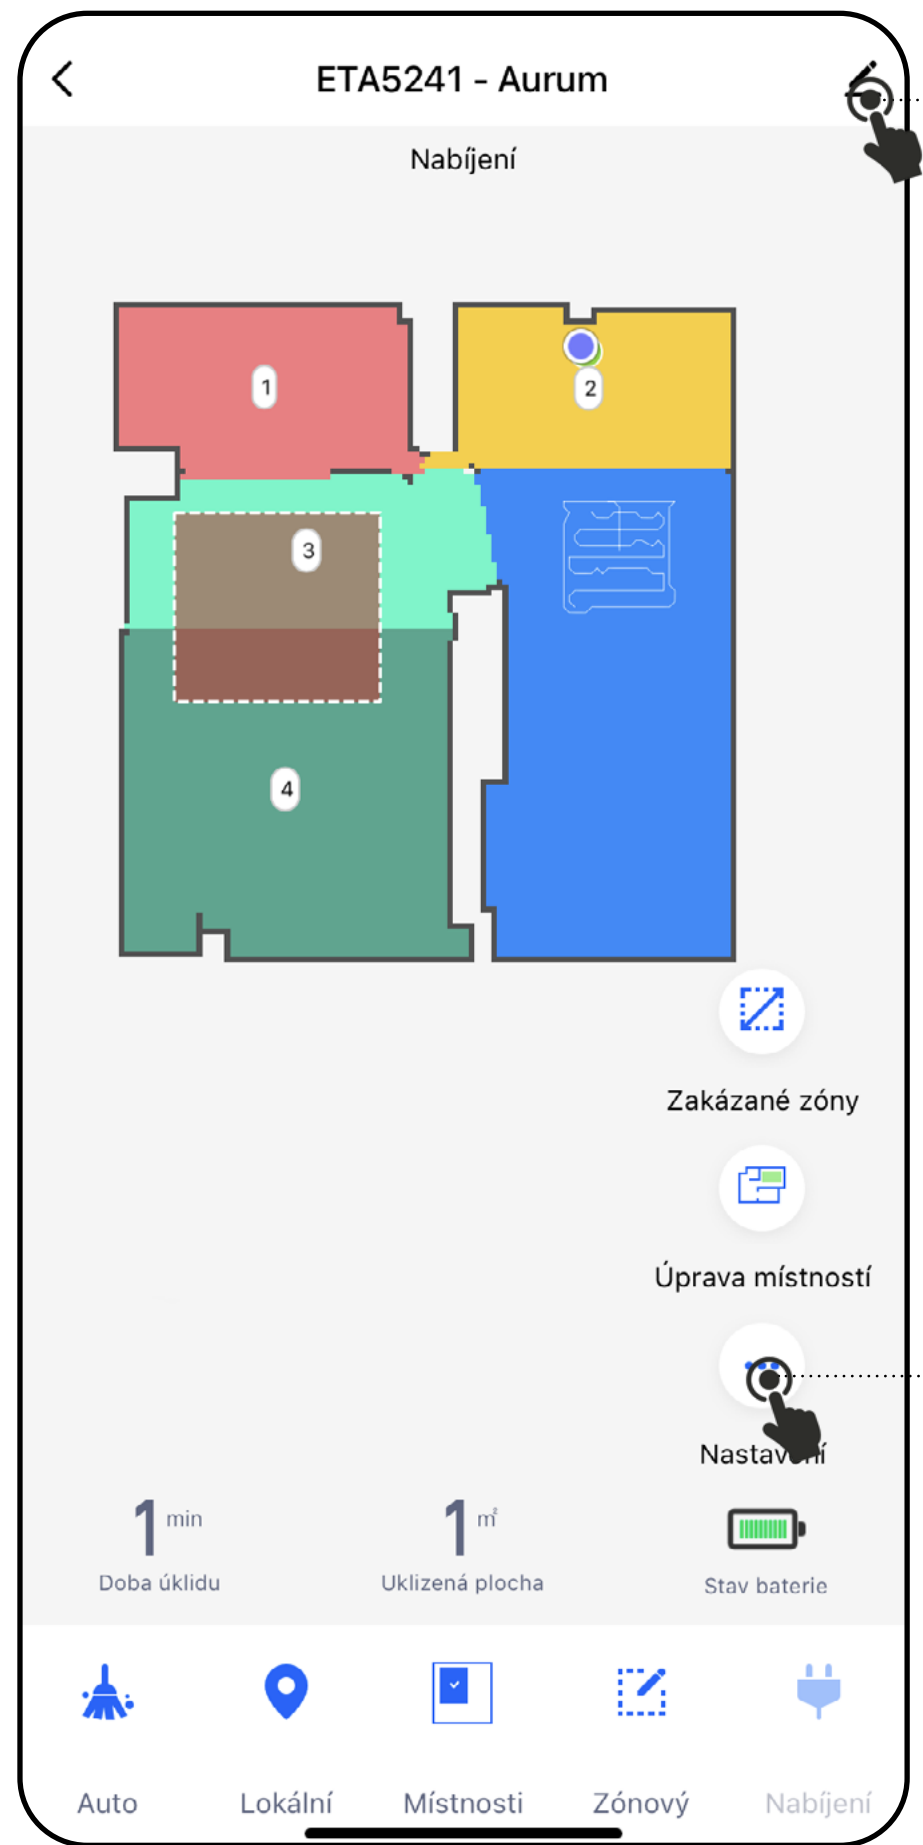 ETA5241 - Aurum
Nabíjení
1
2
3
4
Zakázané zóny
Úprava místností
Nastavení
1 min
Doba úklidu
1 m²
Uklizená plocha
Stav baterie
Auto
Lokální
Místnosti
Zónový
Nabíjení